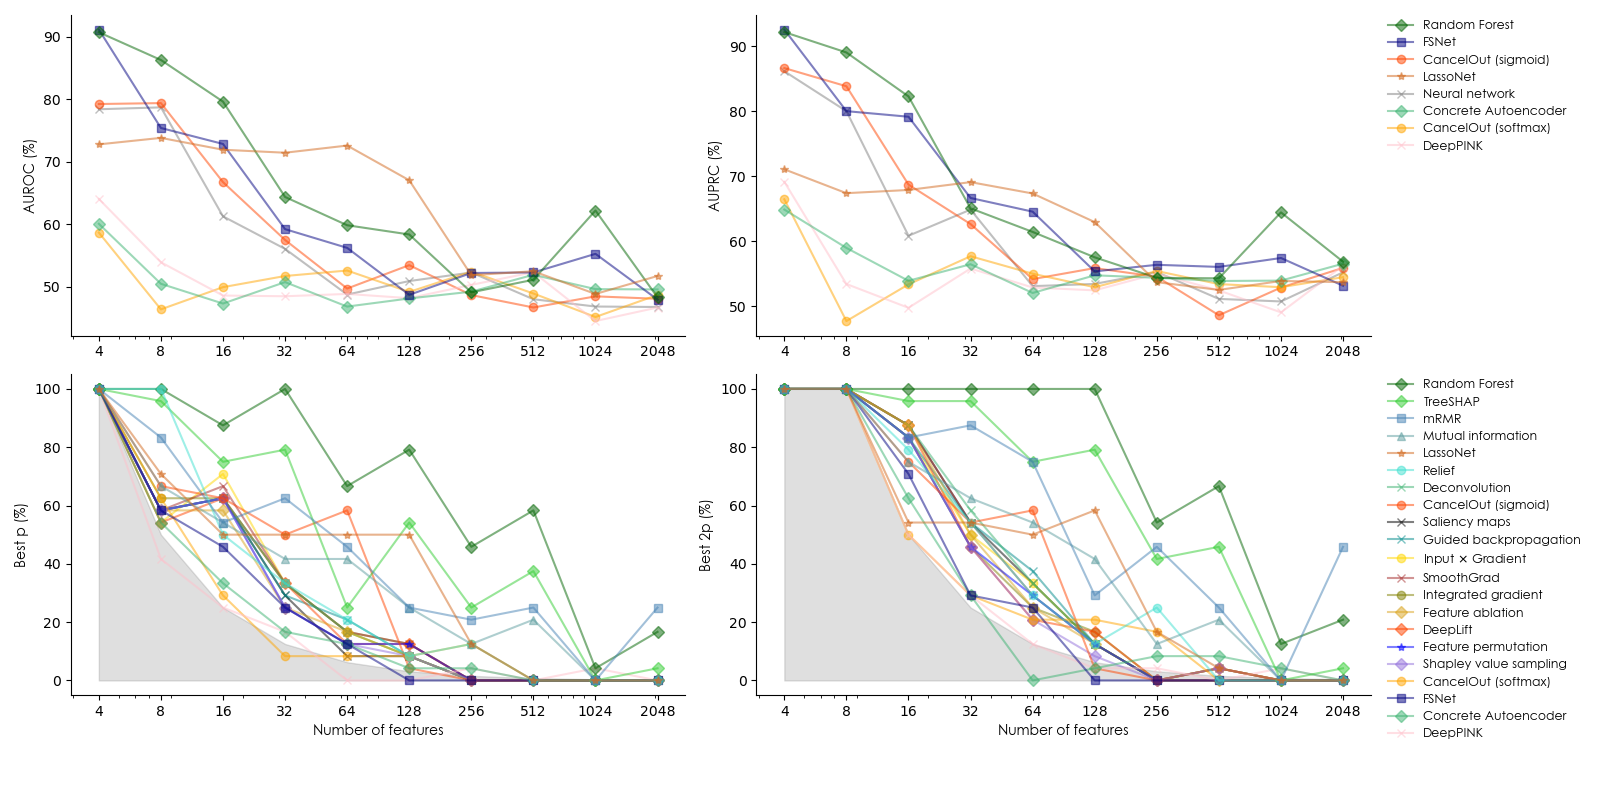 90
80
70
60
50
AUROC (%)
4 8 16 32 64 128 256 512 1024 2048
90
80
70
60
50
AUPRC (%)
4 8 16 32 64 128 256 512 1024 2048
Random Forest
FSNet
CancelOut (sigmoid)
LassoNet
Neural network
Concrete Autoencoder
CancelOut (softmax)
DeepPINK
100
80
60
40
20
0
Best p (%)
4 8 16 32 64 128 256 512 1024 2048
Number of features
100
80
60
40
20
0
Best 2p (%)
4 8 16 32 64 128 256 512 1024 2048
Number of features
Random Forest
TreeSHAP
mRMR
Mutual information
LassoNet
Relief
Deconvolution
CancelOut (sigmoid)
Saliency maps
Guided backpropagation
Input × Gradient
SmoothGrad
Integrated gradient
Feature ablation
DeepLift
Feature permutation
Shapley value sampling
CancelOut (softmax)
FSNet
Concrete Autoencoder
DeepPINK